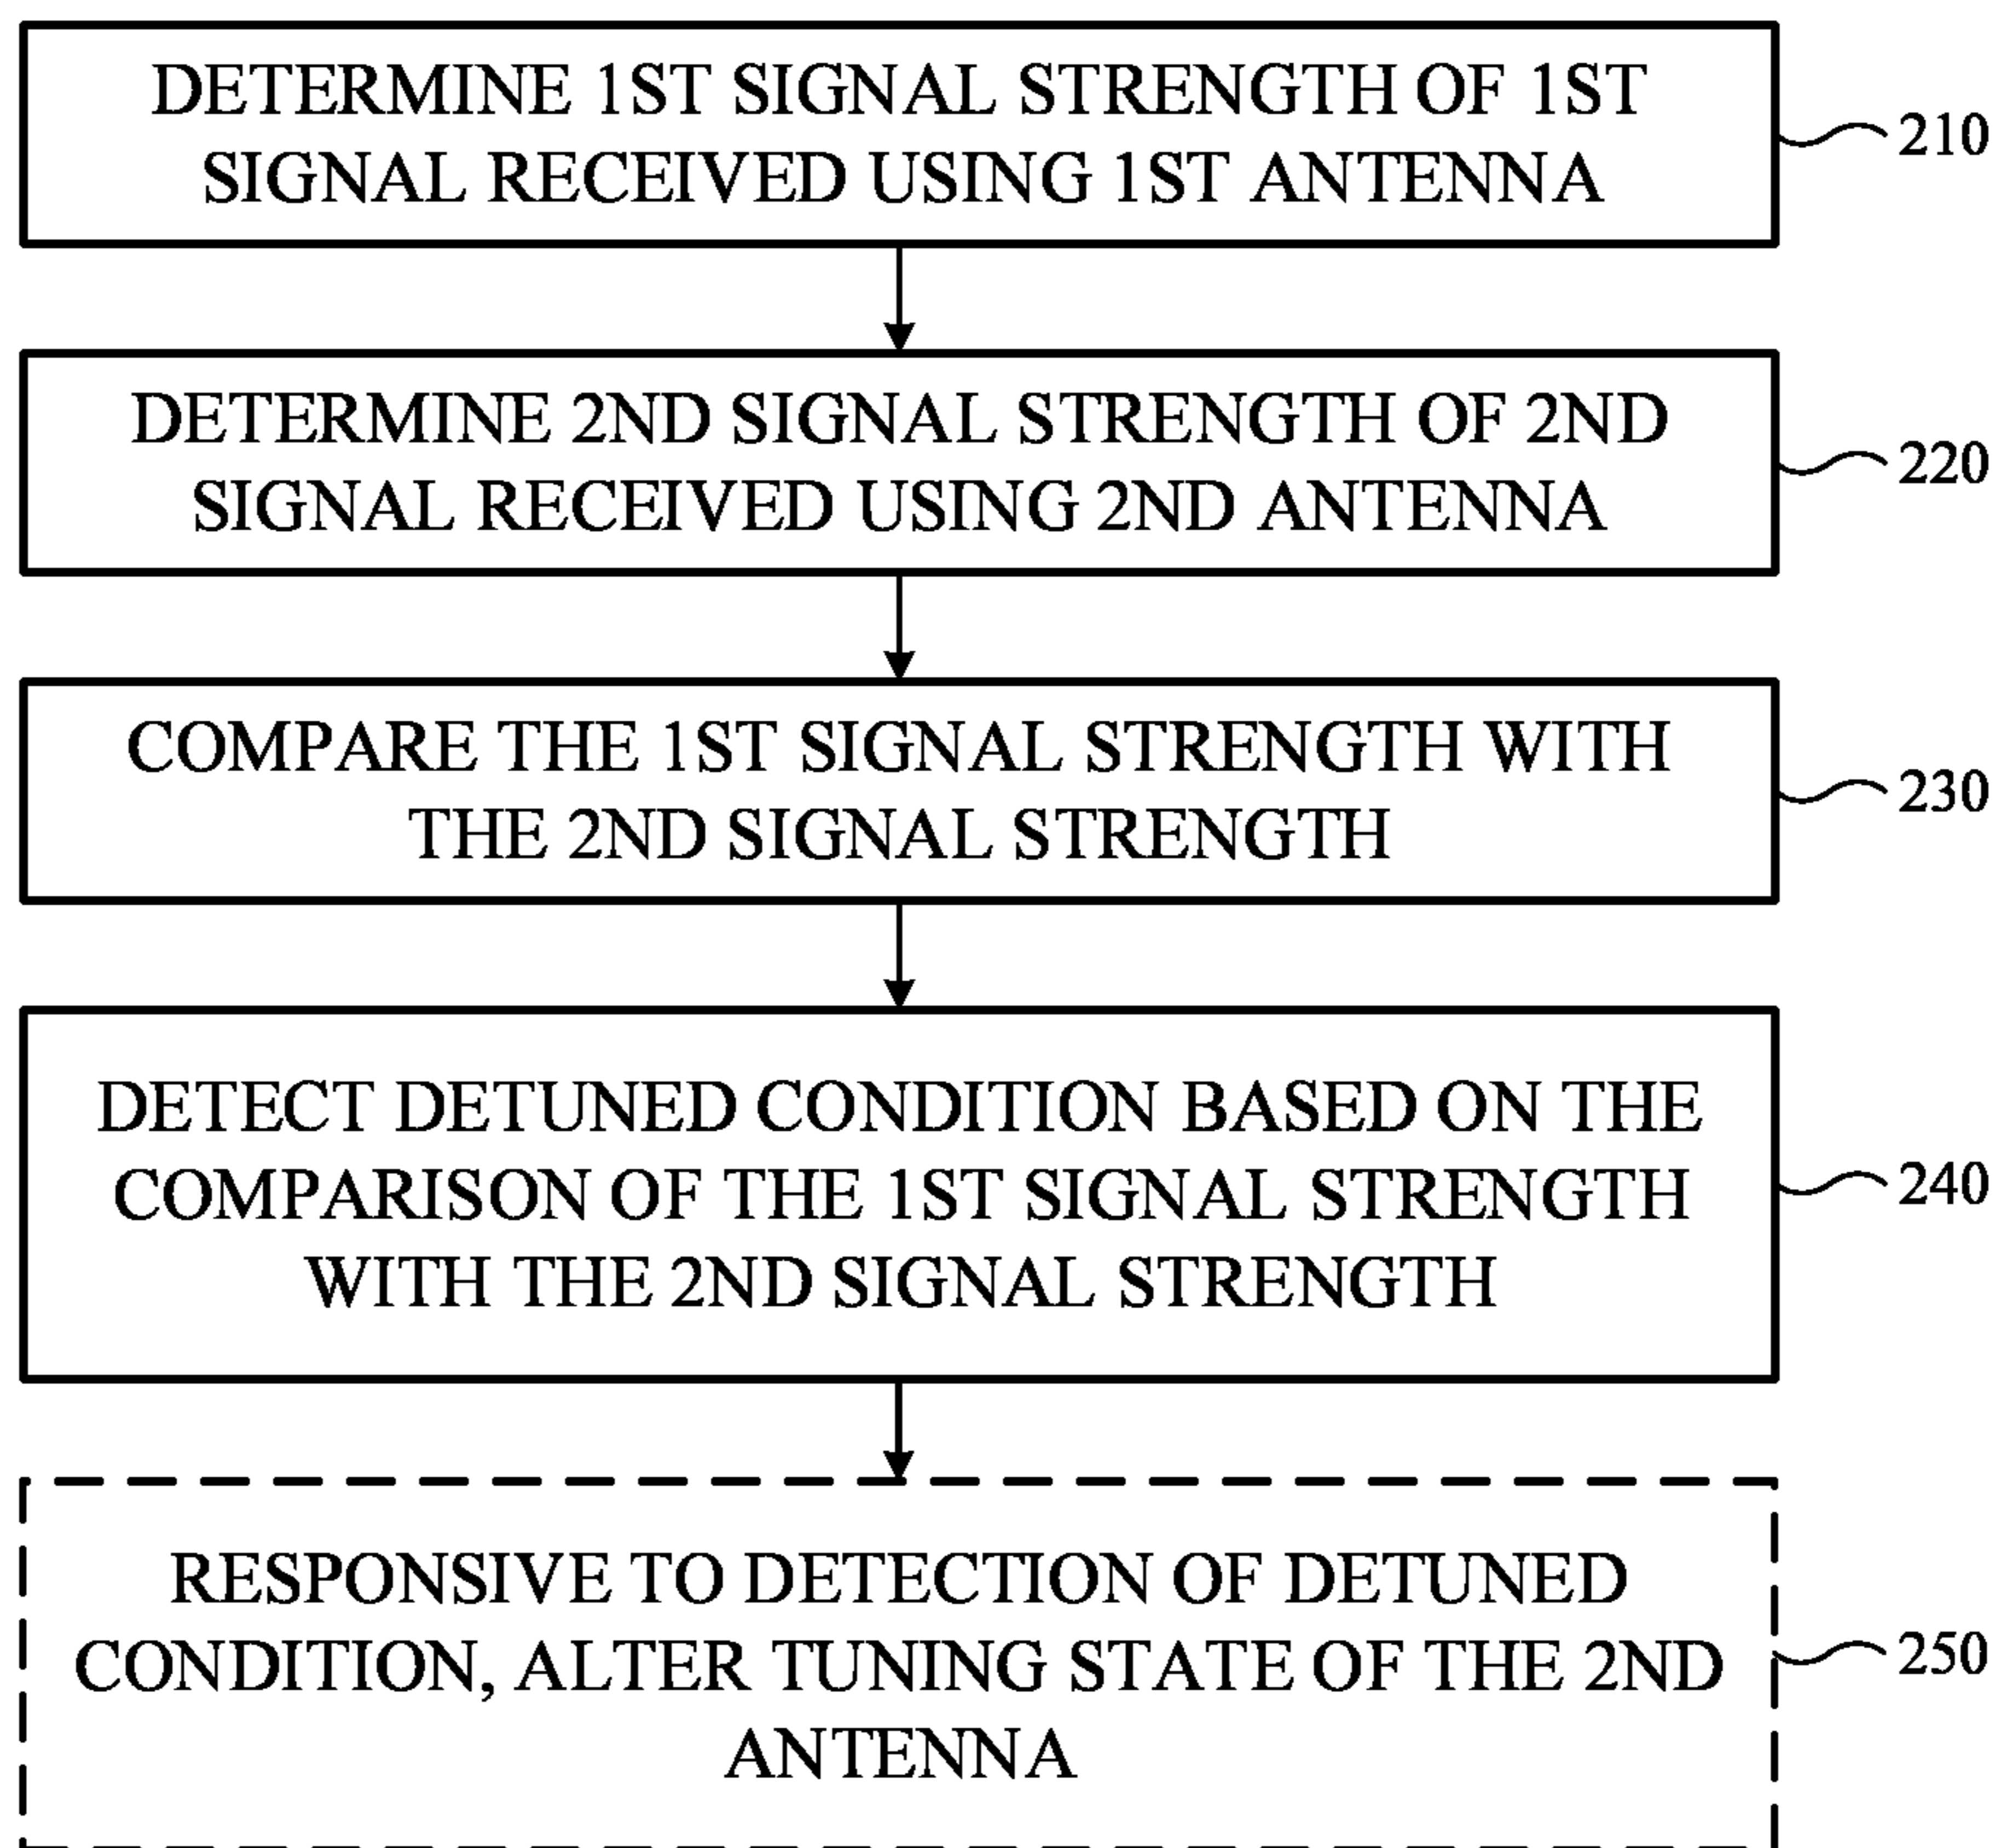 DETERMINE 1ST SIGNAL STRENGTH OF 1ST
SIGNAL RECEIVED USING 1ST ANTENNA
210
DETERMINE 2ND SIGNAL STRENGTH OF 2ND
SIGNAL RECEIVED USING 2ND ANTENNA
220
COMPARE THE 1ST SIGNAL STRENGTH WITH
THE 2ND SIGNAL STRENGTH
230
DETECT DETUNED CONDITION BASED ON THE
COMPARISON OF THE 1ST SIGNAL STRENGTH
WITH THE 2ND SIGNAL STRENGTH
240
RESPONSIVE TO DETECTION OF DETUNED
CONDITION, ALTER TUNING STATE OF THE 2ND
ANTENNA
250